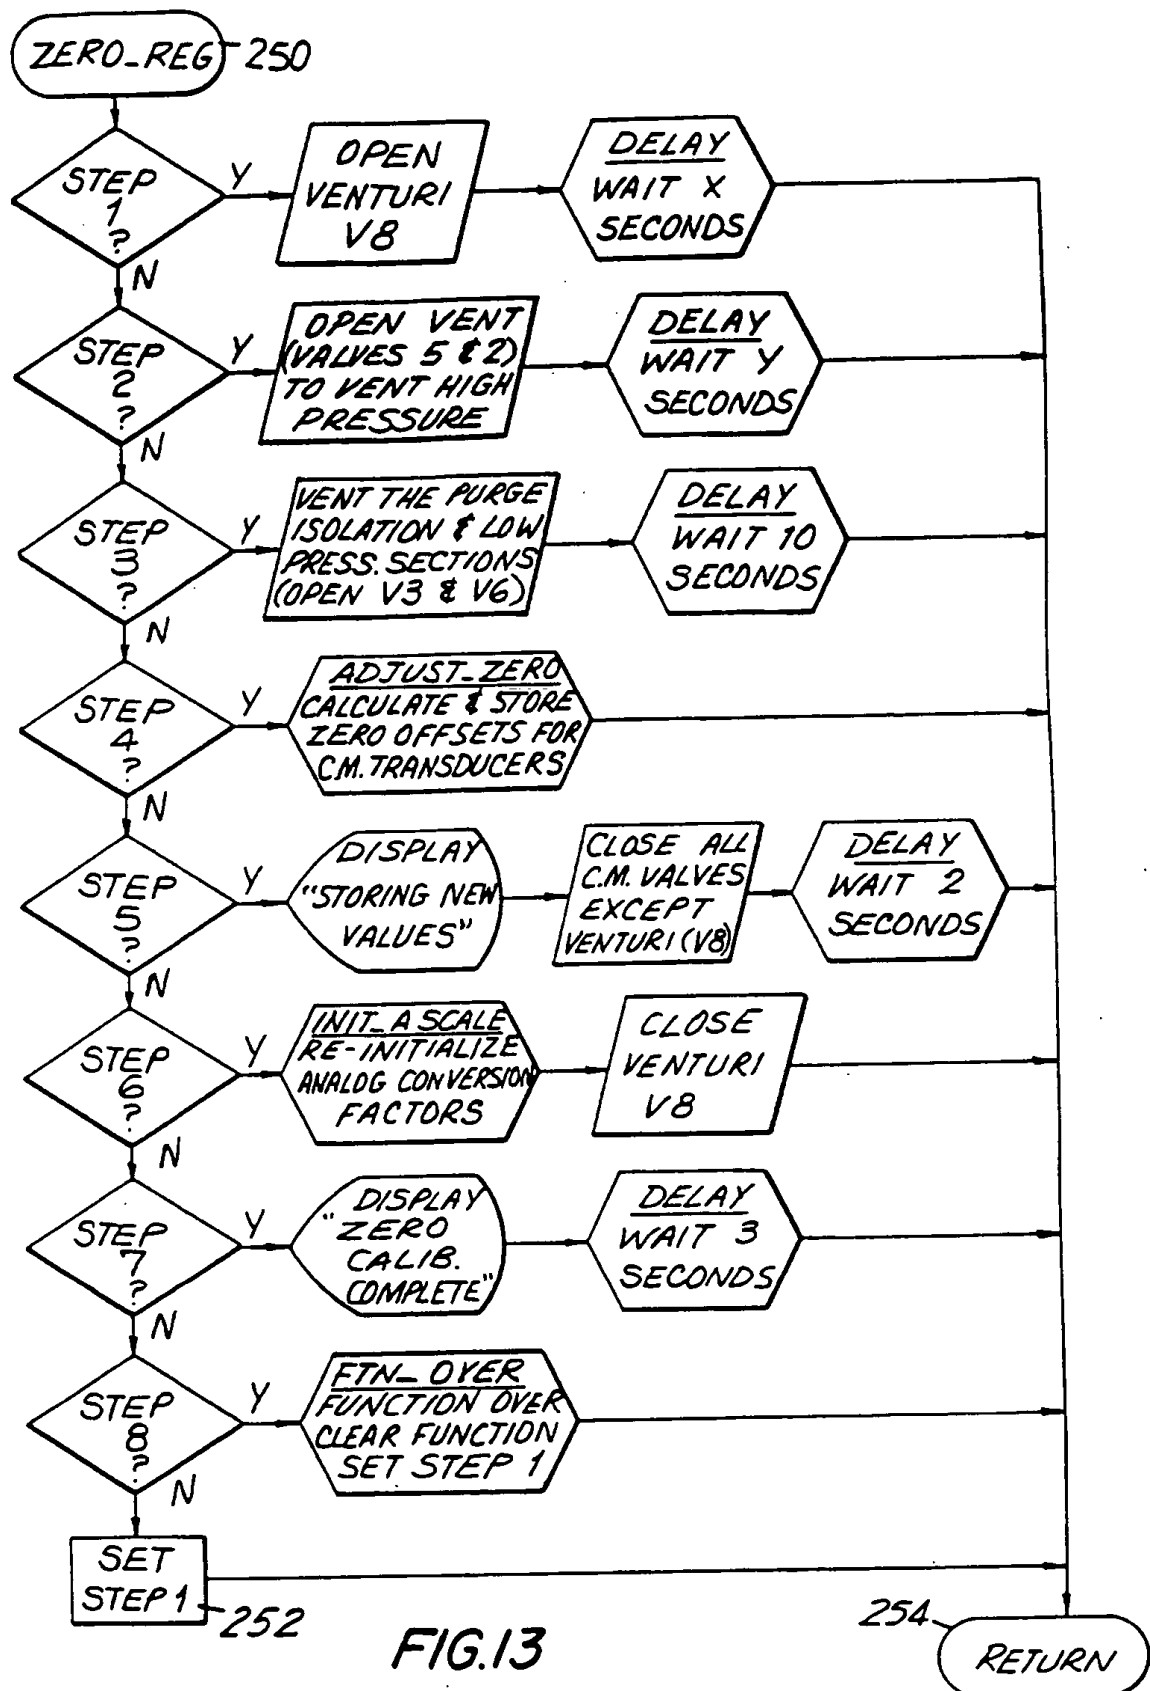 ZERO_REG
250
STEP
1
?
Y
N
OPEN
VENTURI
V8
DELAY
WAIT X
SECONDS
STEP
2
?
Y
N
OPEN VENT
(VALVES 5 & 2)
TO VENT HIGH
PRESSURE
DELAY
WAIT Y
SECONDS
STEP
3
?
Y
N
VENT THE PURGE
ISOLATION & LOW
PRESS. SECTIONS
(OPEN V3 & V6)
DELAY
WAIT 10
SECONDS
STEP
4
?
Y
N
ADJUST_ZERO
CALCULATE & STORE
ZERO OFFSETS FOR
C.M. TRANSDUCERS
STEP
5
?
Y
N
DISPLAY
"STORING NEW
VALUES"
CLOSE ALL
C.M. VALVES
EXCEPT
VENTURI (V8)
DELAY
WAIT 2
SECONDS
STEP
6
?
Y
N
INIT_A SCALE
RE-INITIALIZE
ANALOG CONVERSION
FACTORS
CLOSE
VENTURI
V8
STEP
7
?
Y
N
DISPLAY
"ZERO
CALIB.
COMPLETE"
DELAY
WAIT 3
SECONDS
STEP
8
?
Y
N
FTN_OVER
FUNCTION OVER
CLEAR FUNCTION
SET STEP 1
SET
STEP 1
252
254
RETURN
FIG.13